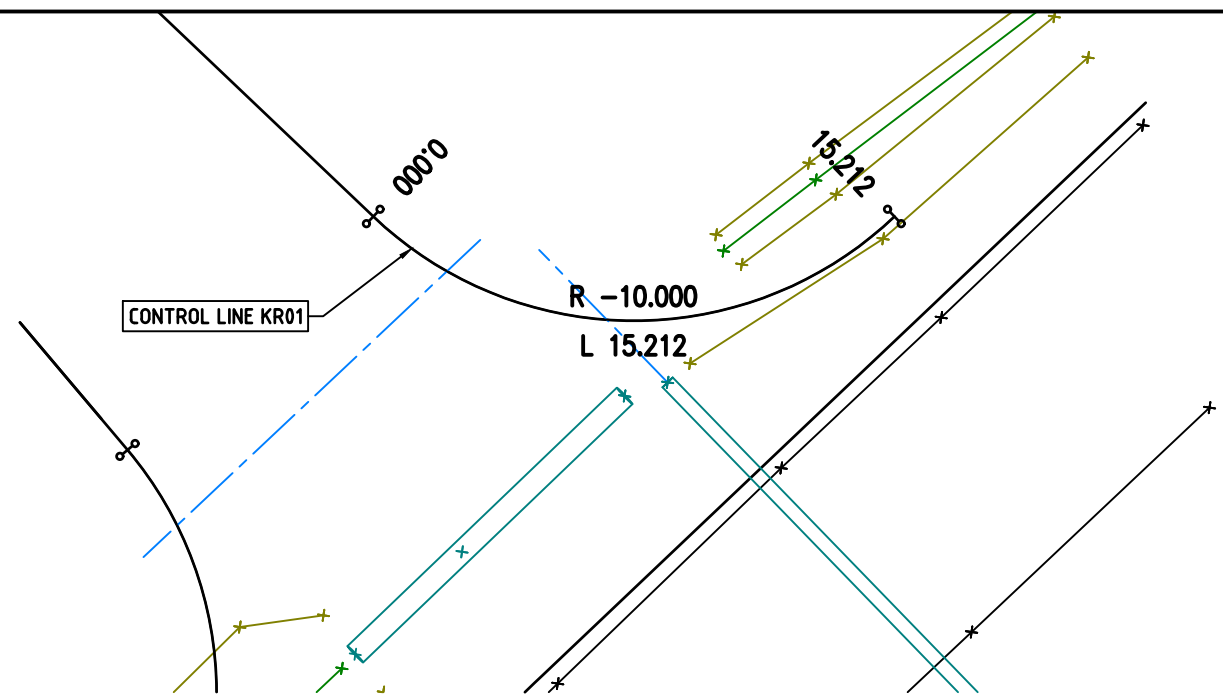 0.000
15.212
R -10.000
CONTROL LINE KR01
L 15.212